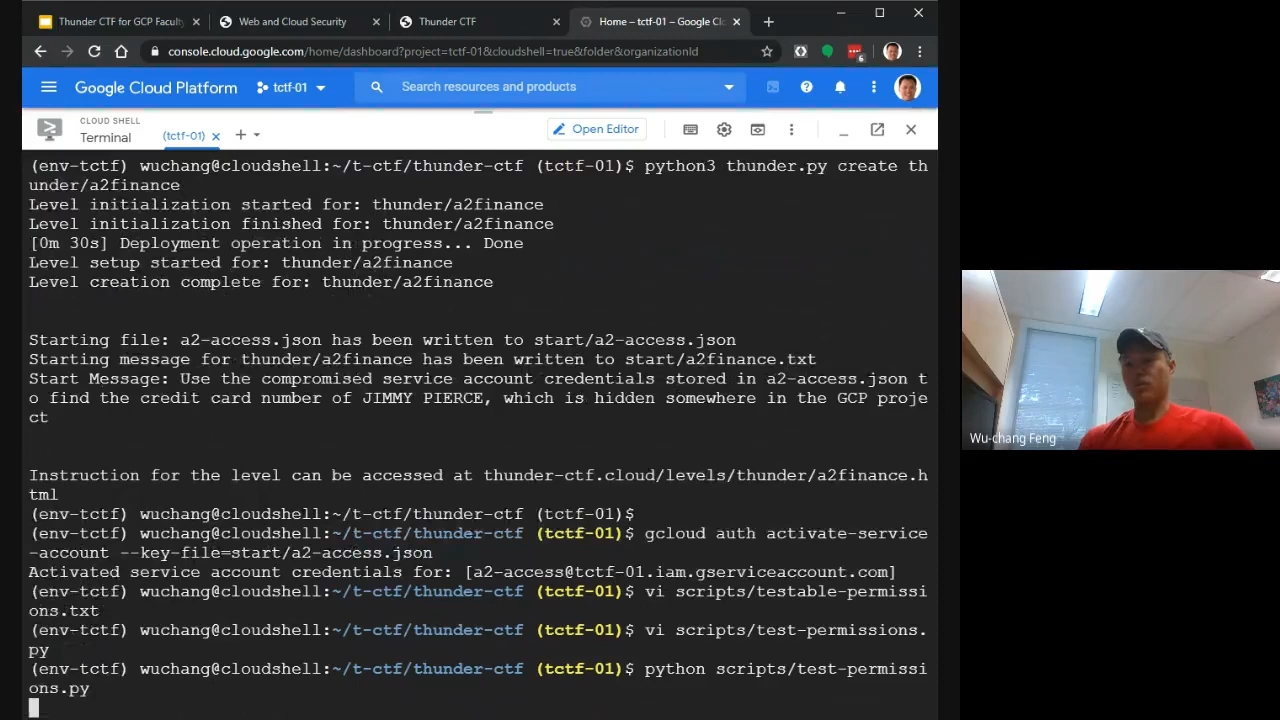 Thunder CTF for GCP Faculty
Web and Cloud Security
Thunder CTF
Home – tctf-01 – Google Cl
console.cloud.google.com/home/dashboard?project=tctf-01&cloudshell=true&folder&organizationId
6
Google Cloud Platform
tctf-01
Search resources and products
CLOUD SHELL
Terminal
(tctf-01)
Open Editor
(env-tctf) wuchang@cloudshell:~/t-ctf/thunder-ctf (tctf-01)$ python3 thunder.py create th
under/a2finance
Level initialization started for: thunder/a2finance
Level initialization finished for: thunder/a2finance
[0m 30s] Deployment operation in progress... Done
Level setup started for: thunder/a2finance
Level creation complete for: thunder/a2finance
Starting file: a2-access.json has been written to start/a2-access.json
Starting message for thunder/a2finance has been written to start/a2finance.txt
Start Message: Use the compromised service account credentials stored in a2-access.json t
o find the credit card number of JIMMY PIERCE, which is hidden somewhere in the GCP proje
ct
Instruction for the level can be accessed at thunder-ctf.cloud/levels/thunder/a2finance.h
tml
(env-tctf) wuchang@cloudshell:~/t-ctf/thunder-ctf (tctf-01)$
(env-tctf) wuchang@cloudshell:~/t-ctf/thunder-ctf (tctf-01)$ gcloud auth activate-service
-account --key-file=start/a2-access.json
Activated service account credentials for: [a2-access@tctf-01.iam.gserviceaccount.com]
(env-tctf) wuchang@cloudshell:~/t-ctf/thunder-ctf (tctf-01)$ vi scripts/testable-permissi
ons.txt
(env-tctf) wuchang@cloudshell:~/t-ctf/thunder-ctf (tctf-01)$ vi scripts/test-permissions.
py
(env-tctf) wuchang@cloudshell:~/t-ctf/thunder-ctf (tctf-01)$ python scripts/test-permissi
ons.py
Wu-chang Feng